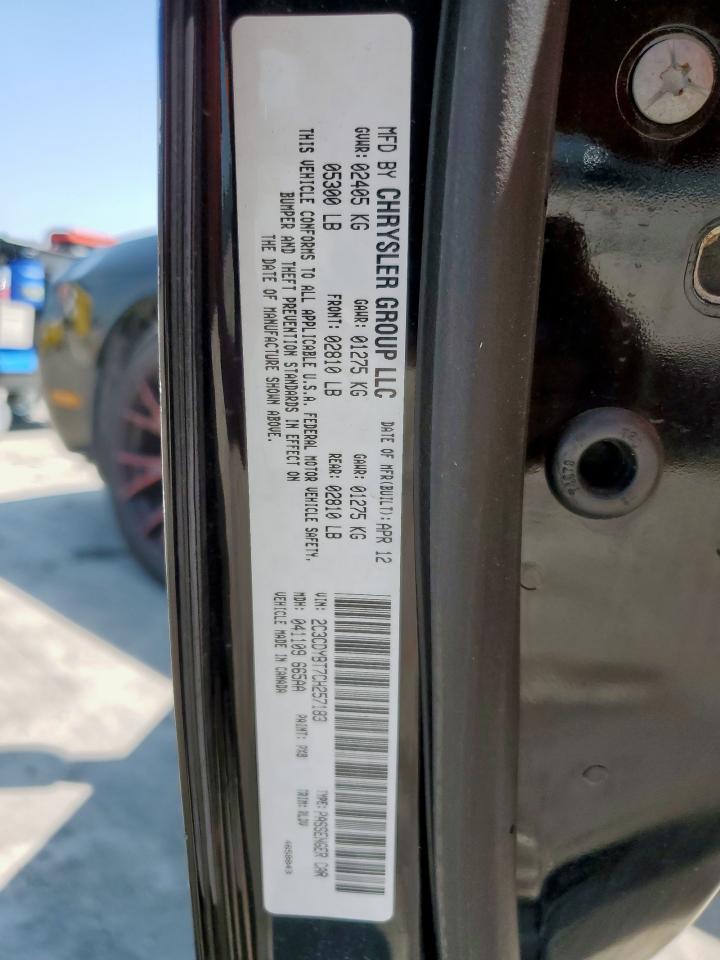 MFD BY CHRYSLER GROUP LLC DATE OF MFR(BUILT): APR 12
GVWR: 02405 KG GAWR: 01275 KG GAWR: 01275 KG
05300 LB FRONT: 02810 LB REAR: 02810 LB
THIS VEHICLE CONFORMS TO ALL APPLICABLE U.S.A. FEDERAL MOTOR VEHICLE SAFETY,
BUMPER AND THEFT PREVENTION STANDARDS IN EFFECT ON
THE DATE OF MANUFACTURE SHOWN ABOVE.
VIN: 2C3CDYBT7CH257183 TYPE: PASSENGER CAR
MDH: 041109 665AA PAINT: PX8 TRIM:
VEHICLE MADE IN CANADA